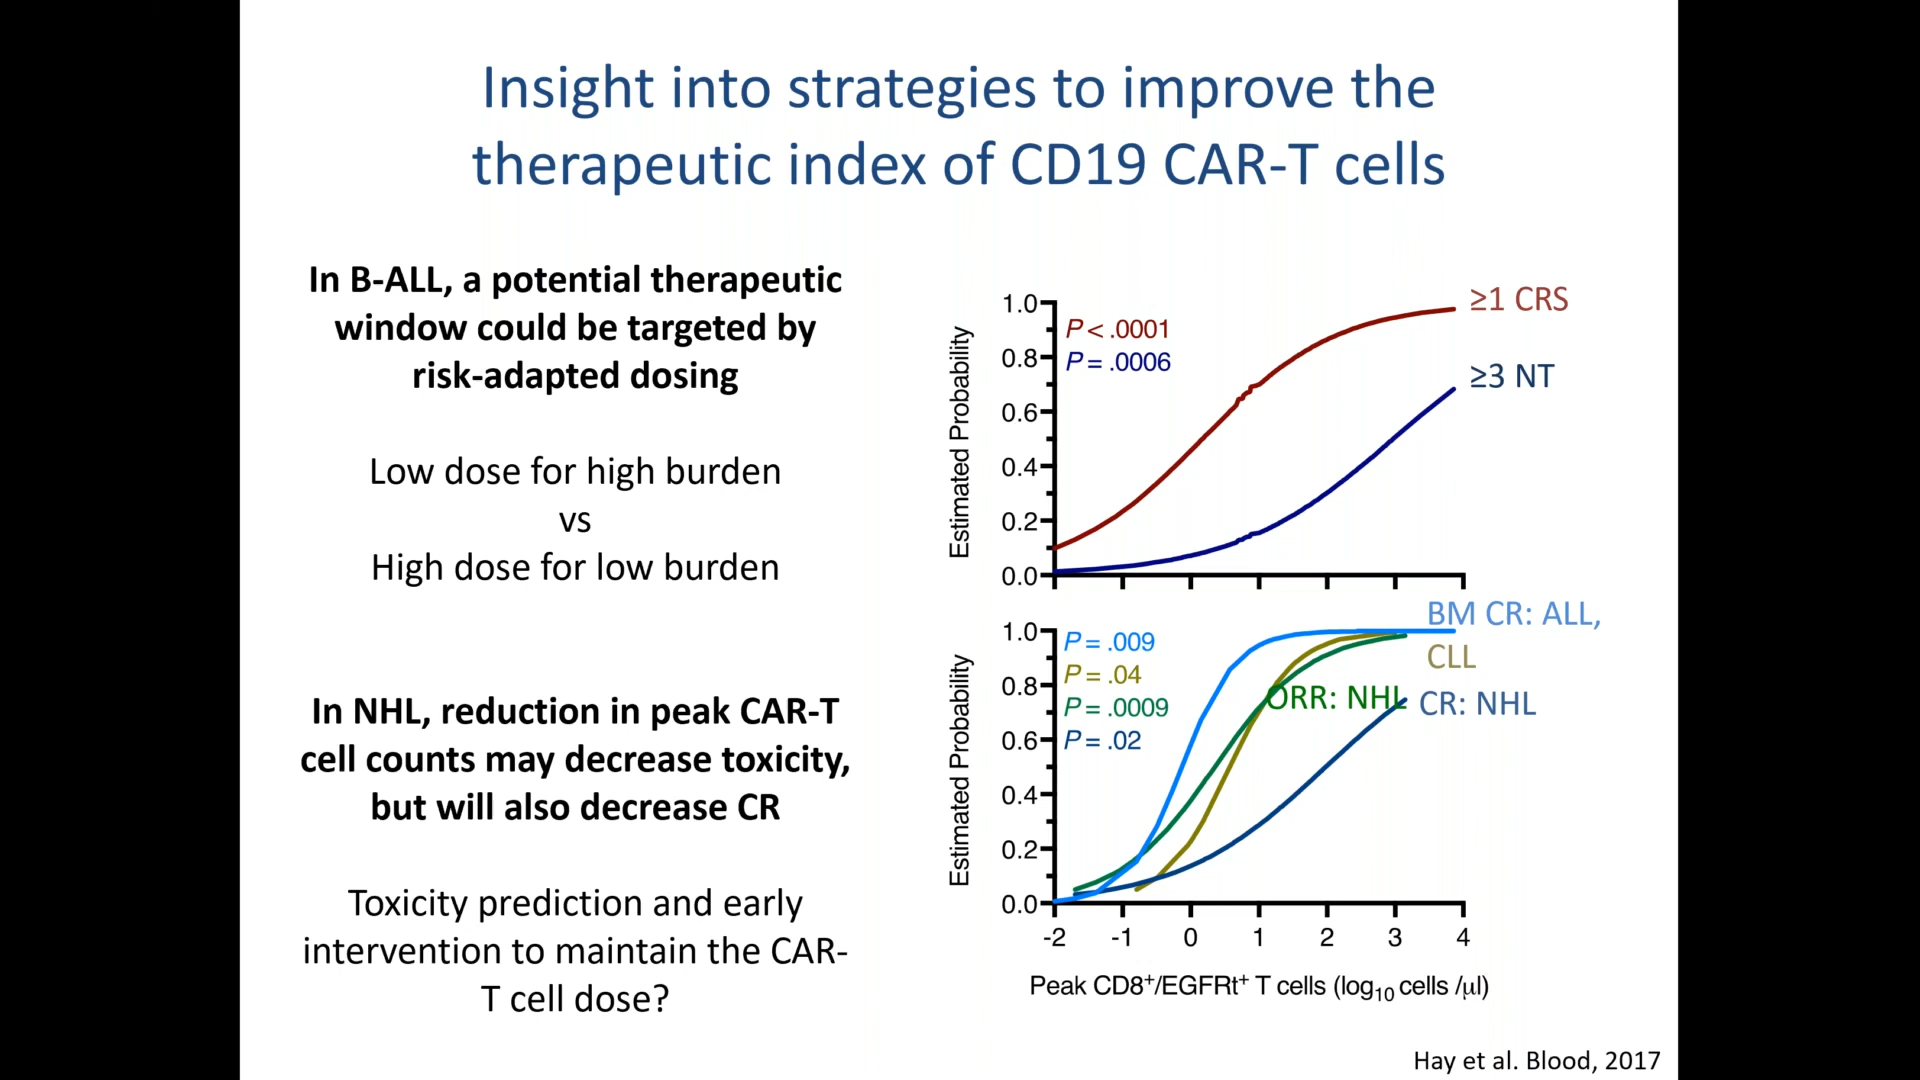 Insight into strategies to improve the
therapeutic index of CD19 CAR-T cells
In B-ALL, a potential therapeutic
window could be targeted by
risk-adapted dosing
Low dose for high burden
vs
High dose for low burden
In NHL, reduction in peak CAR-T
cell counts may decrease toxicity,
but will also decrease CR
Toxicity prediction and early
intervention to maintain the CAR-
T cell dose?
Estimated Probability
1.0
0.8
0.6
0.4
0.2
0.0
P < .0001
P = .0006
≥1 CRS
≥3 NT
Estimated Probability
1.0
0.8
0.6
0.4
0.2
0.0
P = .009
P = .04
P = .0009
P = .02
BM CR: ALL,
CLL
ORR: NHL
CR: NHL
-2 -1 0 1 2 3 4
Peak CD8⁺/EGFRt⁺ T cells (log₁₀ cells /µl)
Hay et al. Blood, 2017